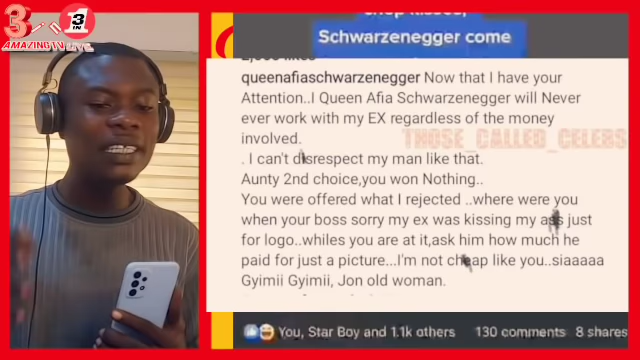 3 3 IN 1
AMAZING TV LIVE
Schwarzenegger come
queenafiaschwarzenegger Now that I have your
Attention..I Queen Afia Schwarzenegger will Never
ever work with my EX regardless of the money
involved.
THOSE_CALLED_CELEBS
. I can't disrespect my man like that.
Aunty 2nd choice,you won Nothing..
You were offered what I rejected ..where were you
when your boss sorry my ex was kissing my ass just
for logo..whiles you are at it,ask him how much he
paid for just a picture...I'm not cheap like you..siaaaaa
Gyimii Gyimii, Jon old woman.
You, Star Boy and 1.1k others 130 comments 8 shares